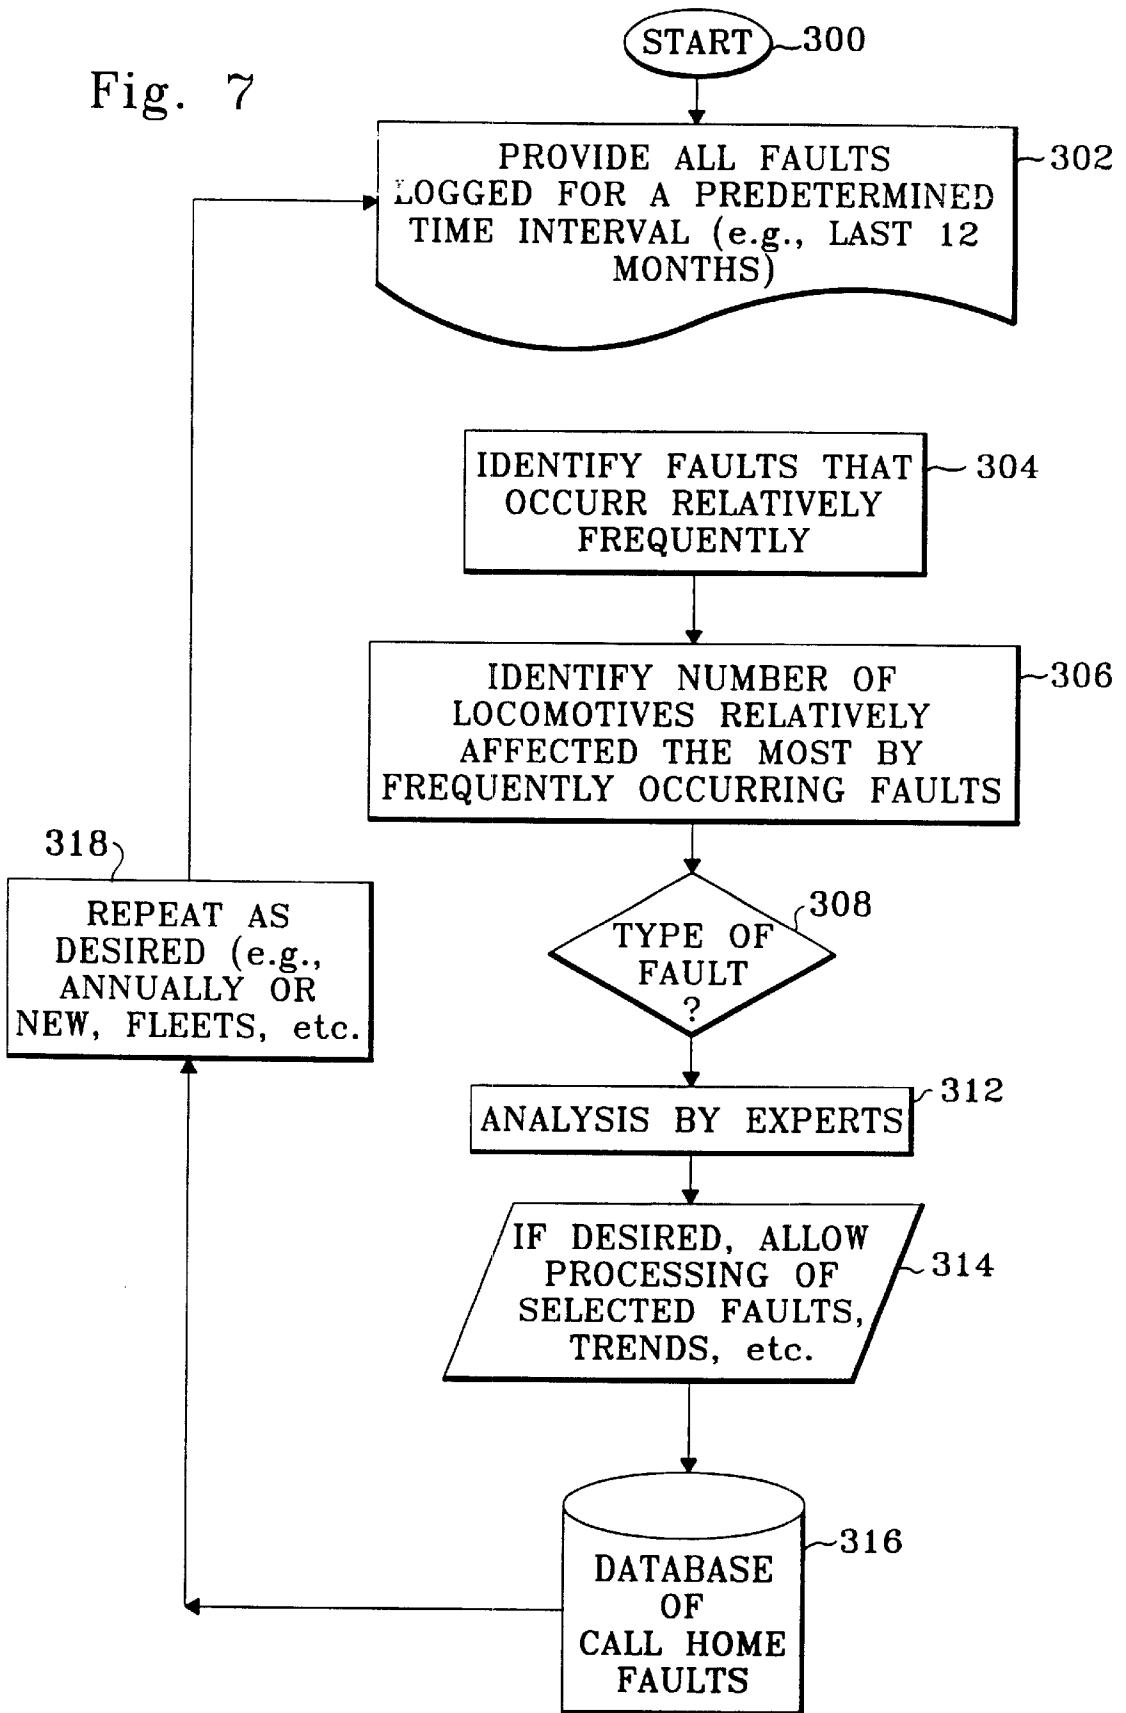 Fig. 7
START
300
PROVIDE ALL FAULTS
LOGGED FOR A PREDETERMINED
TIME INTERVAL (e.g., LAST 12
MONTHS)
302
IDENTIFY FAULTS THAT
OCCURR RELATIVELY
FREQUENTLY
304
IDENTIFY NUMBER OF
LOCOMOTIVES RELATIVELY
AFFECTED THE MOST BY
FREQUENTLY OCCURRING FAULTS
306
TYPE OF
FAULT
?
308
ANALYSIS BY EXPERTS
312
IF DESIRED, ALLOW
PROCESSING OF
SELECTED FAULTS,
TRENDS, etc.
314
DATABASE
OF
CALL HOME
FAULTS
316
318
REPEAT AS
DESIRED (e.g.,
ANNUALLY OR
NEW, FLEETS, etc.